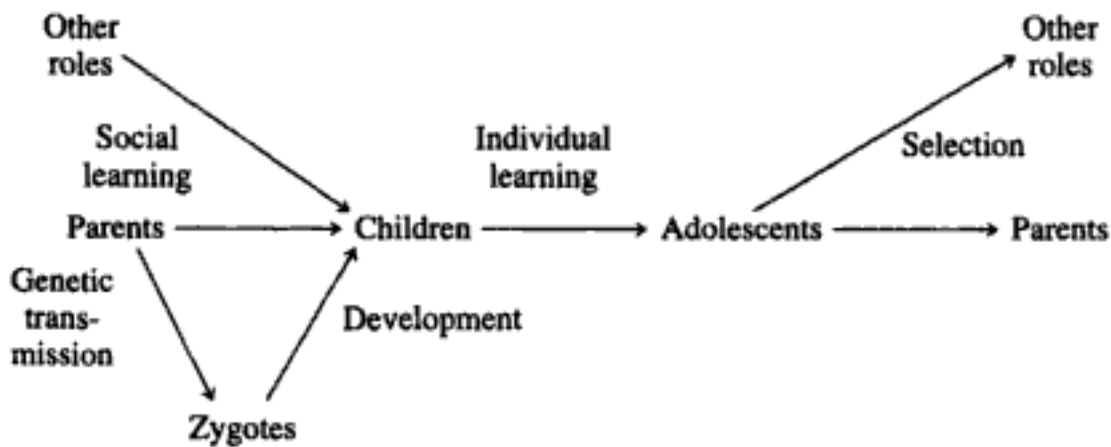 Other
roles
Other
roles
Social
learning
Individual
learning
Selection
Parents
Children
Adolescents
Parents
Genetic
trans-
mission
Development
Zygotes